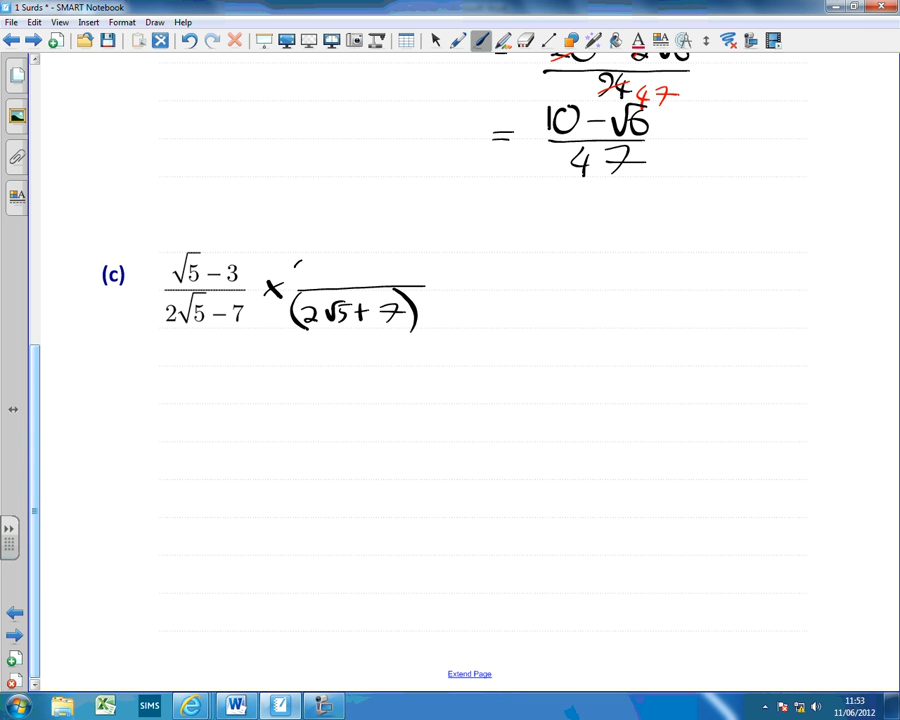 1 Surds * - SMART Notebook
File Edit View Insert Format Draw Help
24 47
= 10 − √6
47
(c) √5 − 3
2√5 − 7 × (2√5 + 7)
Extend Page
SIMS
11:53
11/06/2012